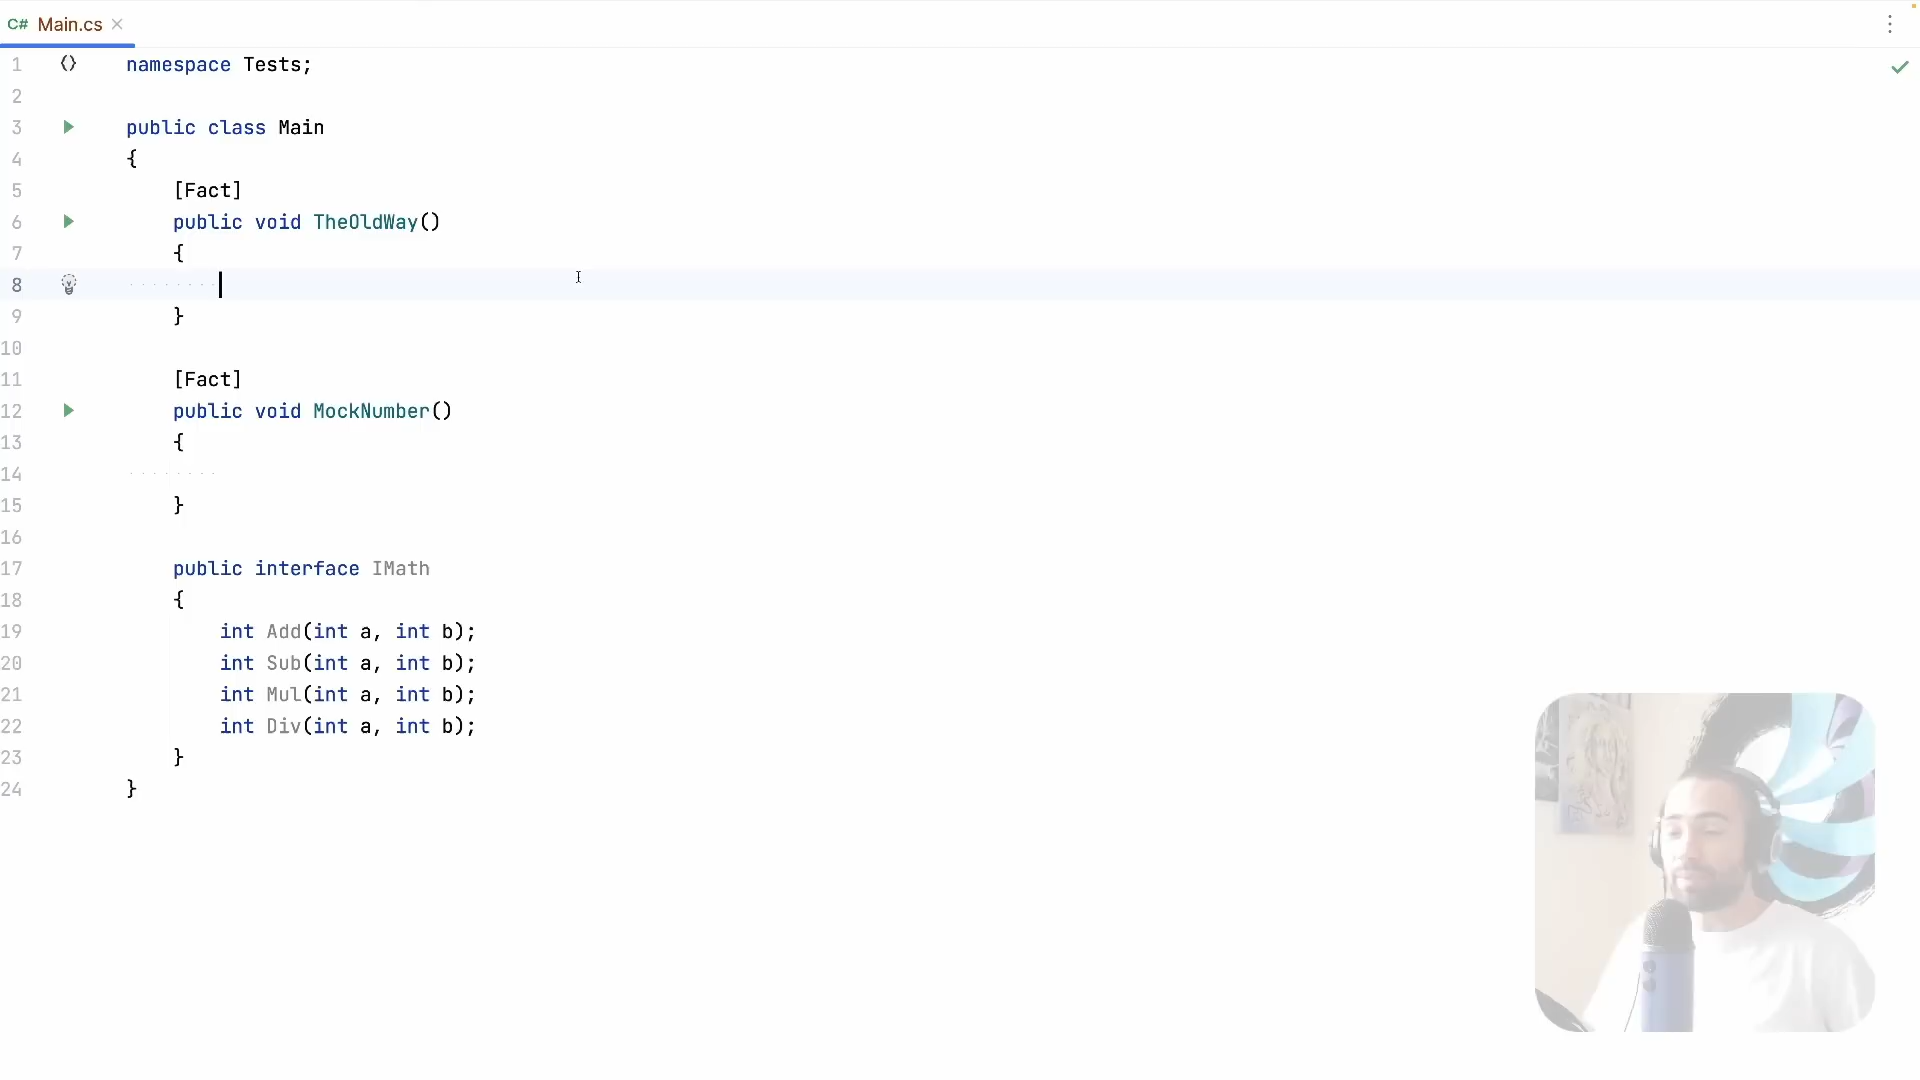 C# Main.cs
1 namespace Tests;
2
3 public class Main
4 {
5 [Fact]
6 public void TheOldWay()
7 {
8
9 }
10
11 [Fact]
12 public void MockNumber()
13 {
14
15 }
16
17 public interface IMath
18 {
19 int Add(int a, int b);
20 int Sub(int a, int b);
21 int Mul(int a, int b);
22 int Div(int a, int b);
23 }
24 }